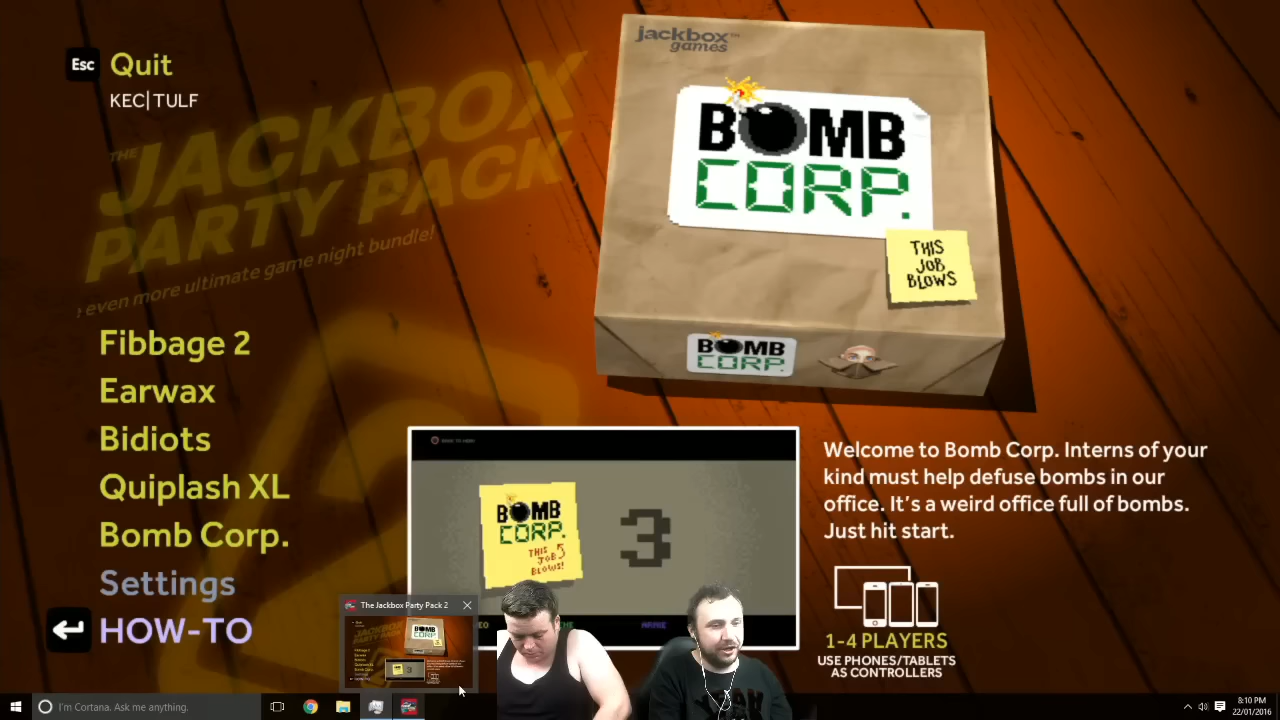 Esc
Quit
KEC|TULF
THE
JACKBOX
PARTY PACK
even more ultimate game night bundle!
Fibbage 2
Earwax
Bidiots
Quiplash XL
Bomb Corp.
Settings
HOW-TO
jackbox™
games
BOMB
CORP.
THIS
JOB
BLOWS
BOMB
CORP.
BOMB
CORP.
THIS
JOB
BLOWS!
3
Welcome to Bomb Corp. Interns of your
kind must help defuse bombs in our
office. It's a weird office full of bombs.
Just hit start.
1-4 PLAYERS
USE PHONES/TABLETS
AS CONTROLLERS
The Jackbox Party Pack 2
I'm Cortana. Ask me anything.
8:10 PM
22/01/2016